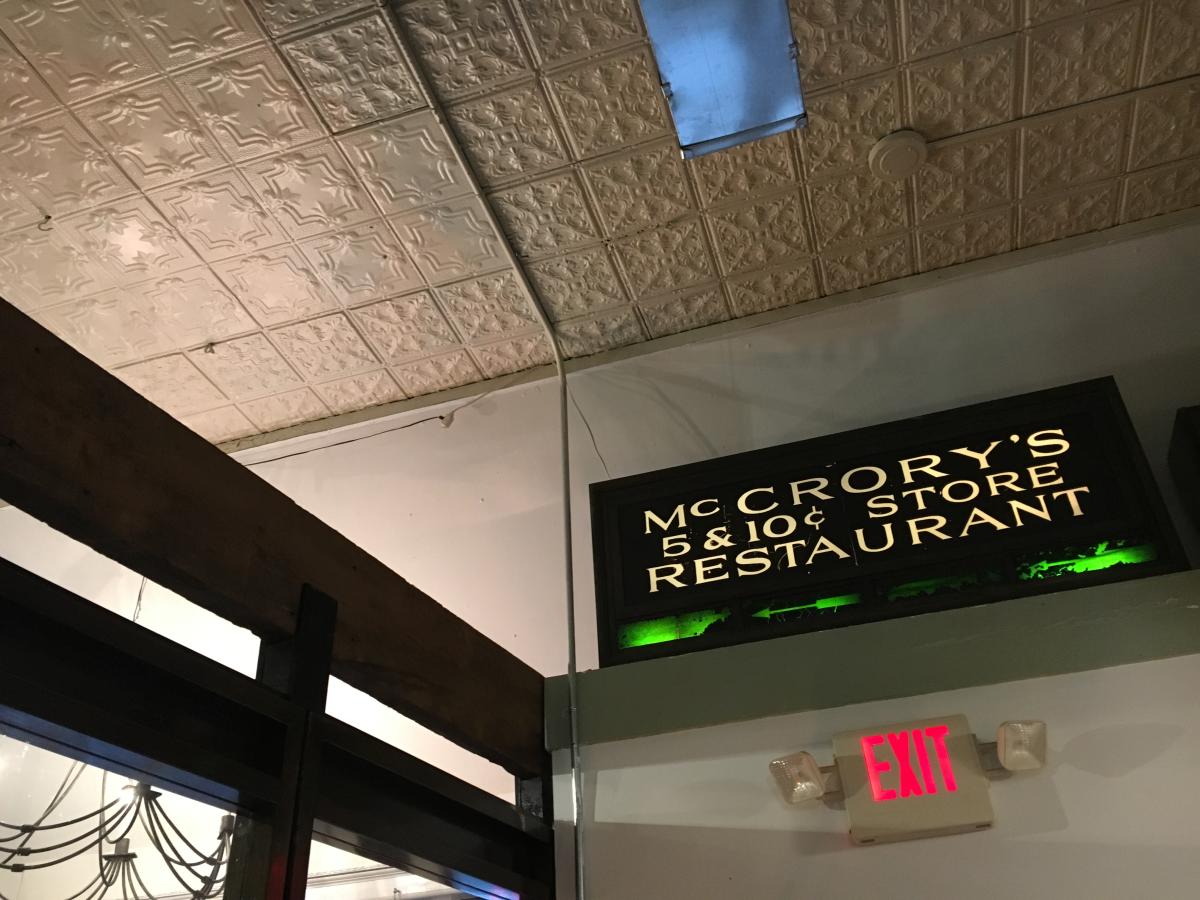 McCRORY'S
5 & 10¢ STORE
RESTAURANT
EXIT